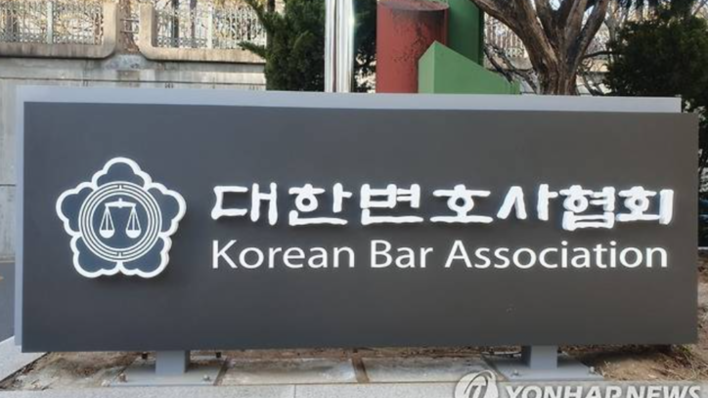 대한변호사협회
Korean Bar Association
YONHAP NEWS